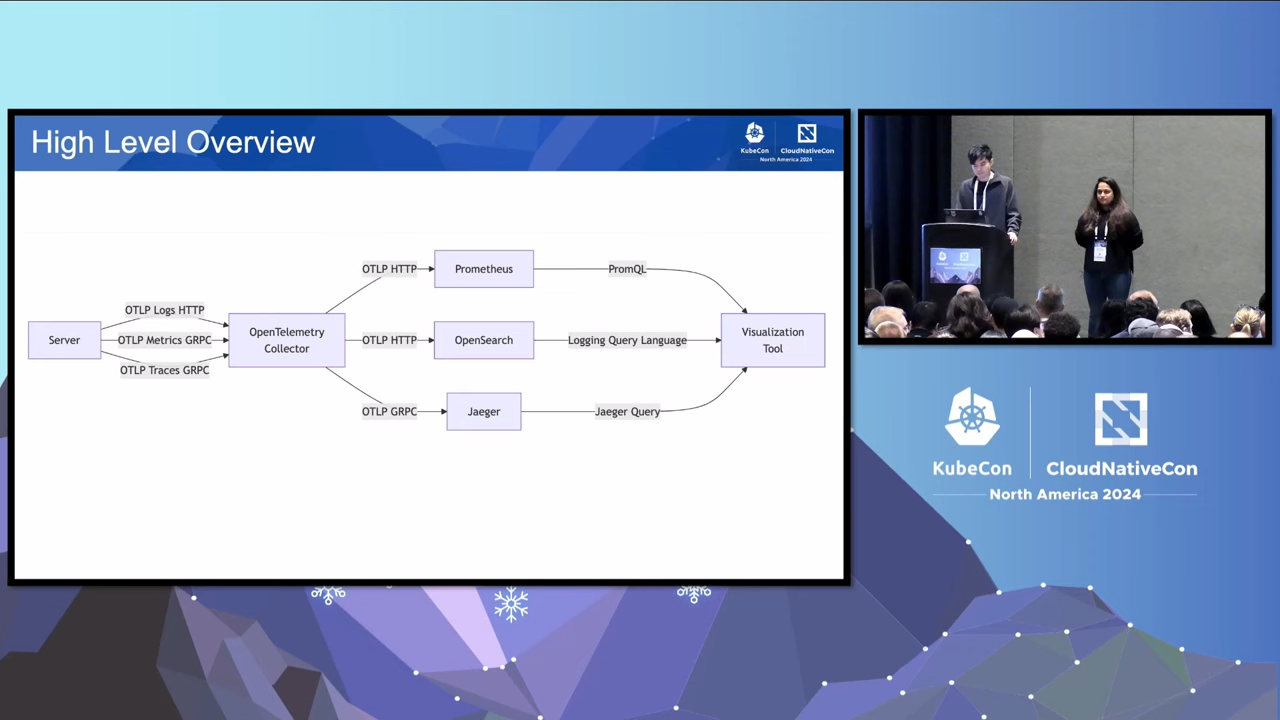 High Level Overview
KubeCon
CloudNativeCon
North America 2024
OTLP HTTP
Prometheus
PromQL
OTLP Logs HTTP
Server
OTLP Metrics GRPC
OTLP Traces GRPC
OpenTelemetry
Collector
OTLP HTTP
OpenSearch
Logging Query Language
Visualization
Tool
OTLP GRPC
Jaeger
Jaeger Query
KubeCon
CloudNativeCon
North America 2024